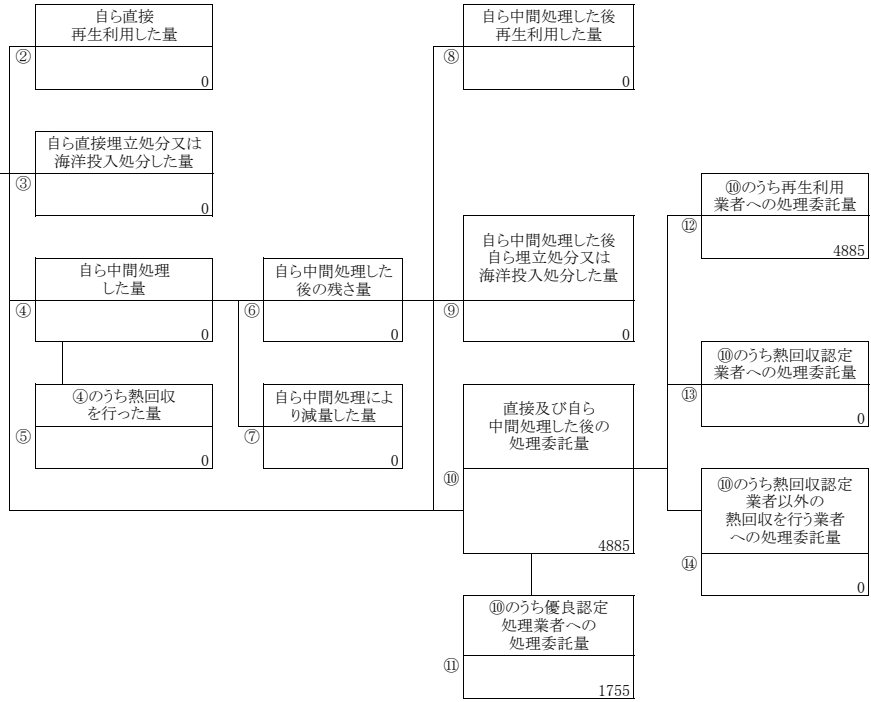 自ら直接
再生利用した量
②
0
自ら中間処理した後
再生利用した量
⑧
0
自ら直接埋立処分又は
海洋投入処分した量
③
0
⑩のうち再生利用
業者への処理委託量
⑫
4885
自ら中間処理
した量
④
0
自ら中間処理した
後の残さ量
⑥
0
自ら中間処理した後
自ら埋立処分又は
海洋投入処分した量
⑨
0
⑩のうち熱回収認定
業者への処理委託量
⑬
0
④のうち熱回収
を行った量
⑤
0
自ら中間処理によ
り減量した量
⑦
0
直接及び自ら
中間処理した後の
処理委託量
⑩
4885
⑩のうち熱回収認定
業者以外の
熱回収を行う業者
への処理委託量
⑭
0
⑩のうち優良認定
処理業者への
処理委託量
⑪
1755